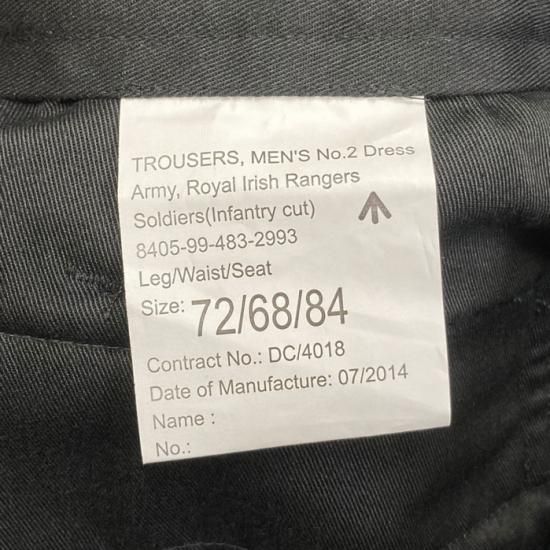 TROUSERS, MEN'S No.2 Dress
Army, Royal Irish Rangers
Soldiers(Infantry cut)
8405-99-483-2993
Leg/Waist/Seat
Size: 72/68/84
Contract No.: DC/4018
Date of Manufacture: 07/2014
Name :
No.: